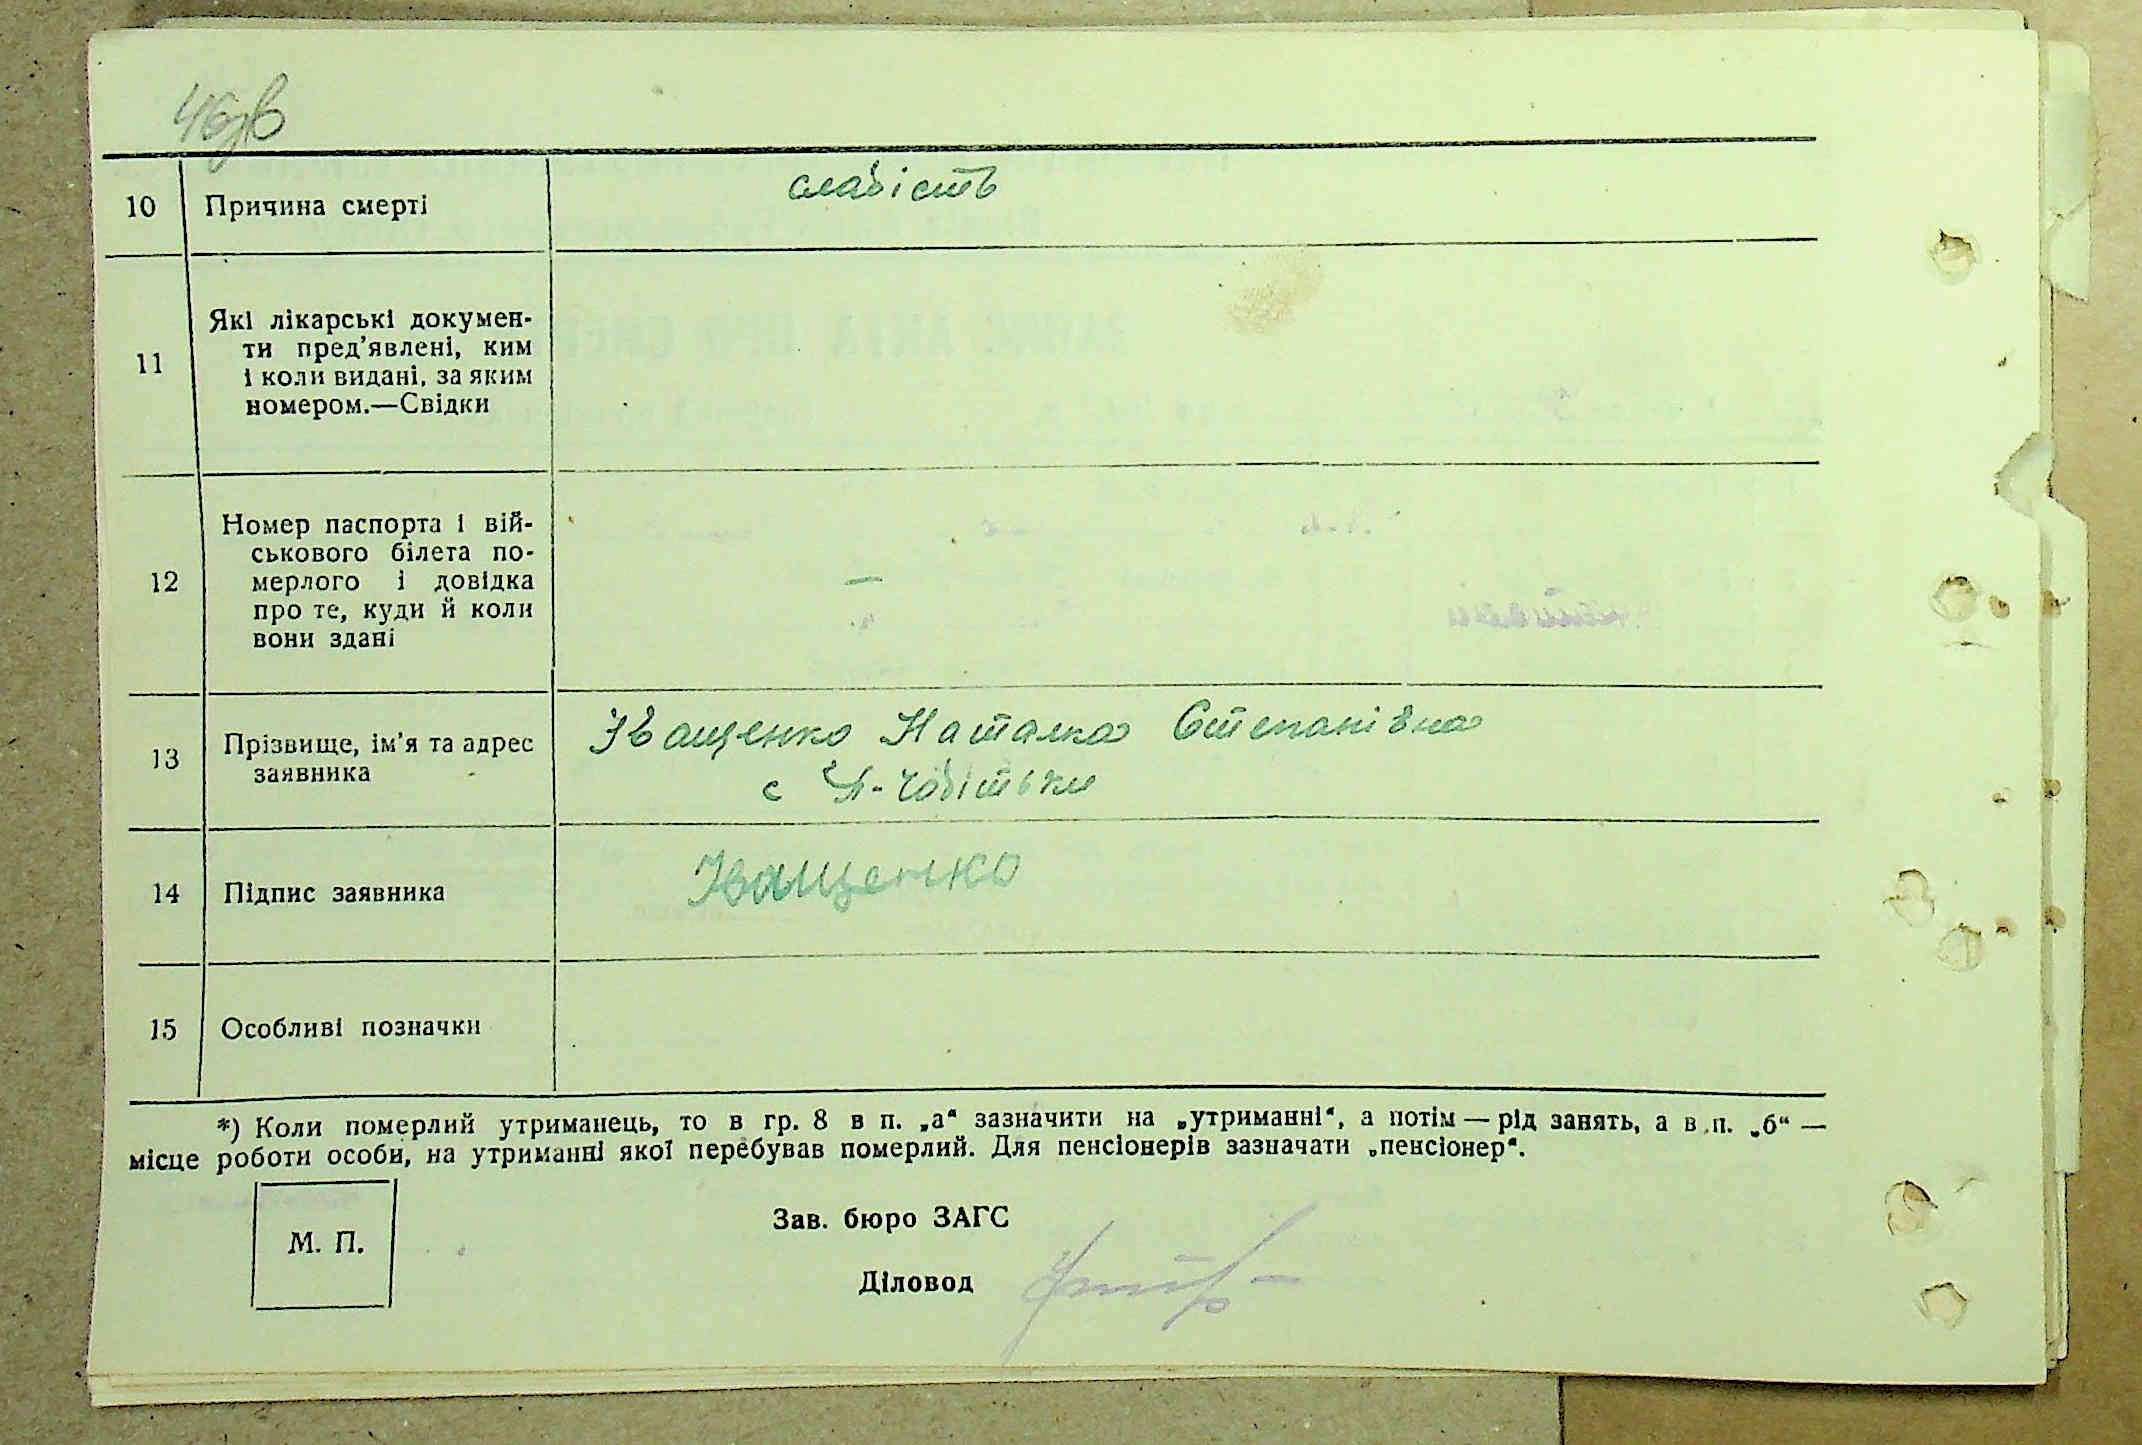 46зв
10 Причина смерті слабість
11 Які лікарські докумен-
ти пред’явлені, ким
і коли видані, за яким
номером.—Свідки
12 Номер паспорта і вій-
ськового білета по-
мерлого і довідка
про те, куди й коли
вони здані —
13 Прізвище, ім’я та адрес
заявника
Іващенко Наталка Степанівна
с
14 Підпис заявника Іващенко
15 Особливі позначки
*) Коли померлий утриманець, то в гр. 8 в п. „а“ зазначити на „утриманні“, а потім — рід занять, а в п. „б“ —
місце роботи особи, на утриманні якої перебував померлий. Для пенсіонерів зазначати „пенсіонер“.
М. П.
Зав. бюро ЗАГС
Діловод